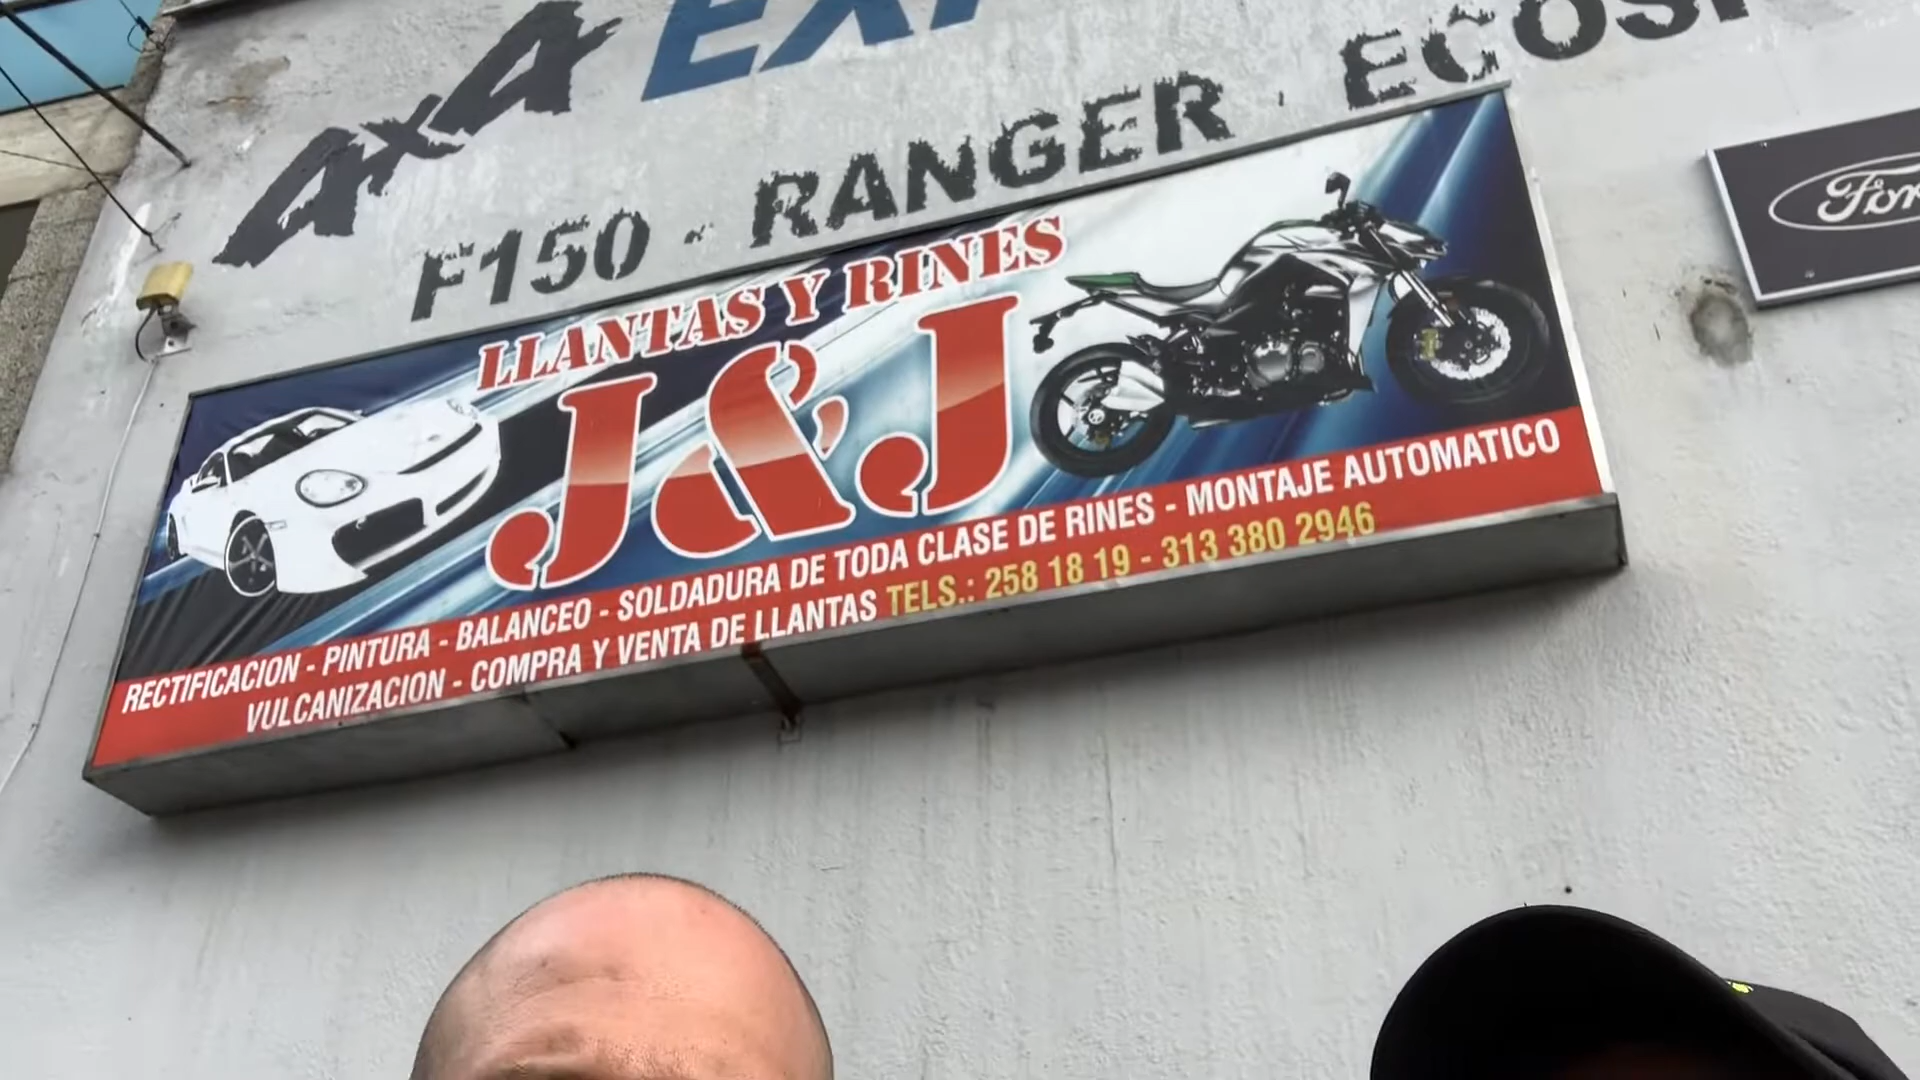 4x4
F150 - RANGER - 
LLANTAS Y RINES
J&J
RECTIFICACION - PINTURA - BALANCEO - SOLDADURA DE TODA CLASE DE RINES - MONTAJE AUTOMATICO
VULCANIZACION - COMPRA Y VENTA DE LLANTAS TELS.: 258 18 19 - 313 380 2946
Ford